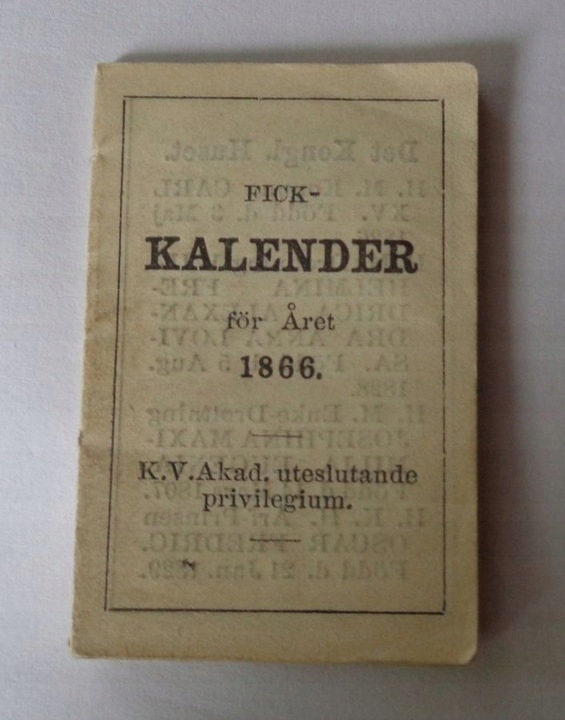 FICK-
KALENDER
för Året
1866.
K.V.Akad. uteslutande
privilegium.